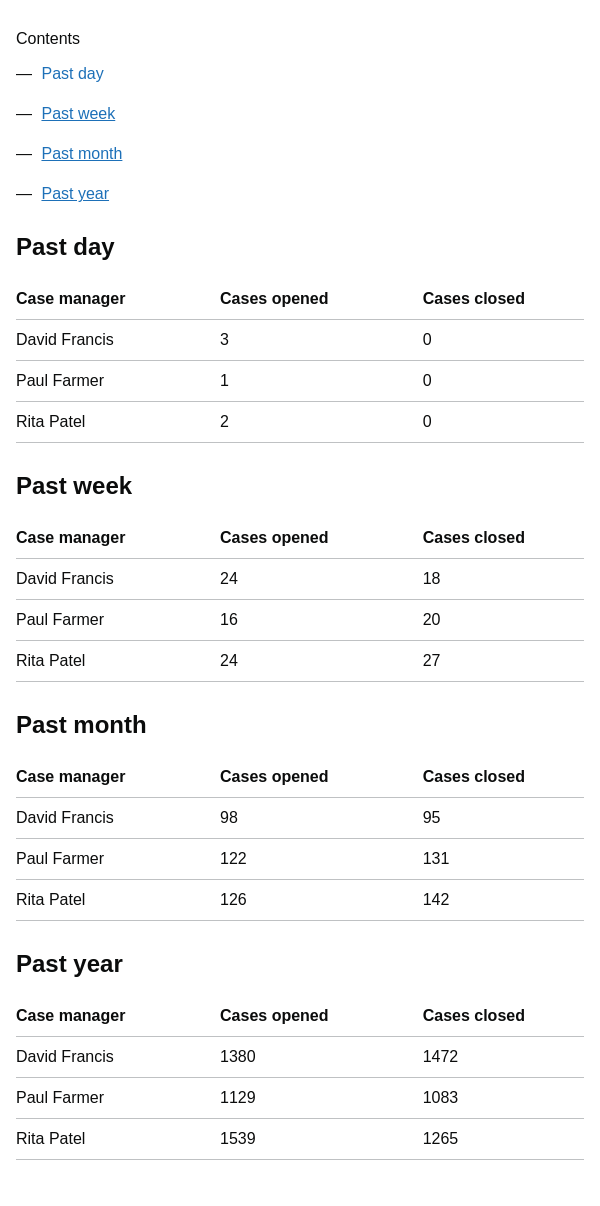 Contents
— Past day
— Past week
— Past month
— Past year
Past day
Case manager Cases opened Cases closed
David Francis 3 0
Paul Farmer 1 0
Rita Patel 2 0
Past week
Case manager Cases opened Cases closed
David Francis 24 18
Paul Farmer 16 20
Rita Patel 24 27
Past month
Case manager Cases opened Cases closed
David Francis 98 95
Paul Farmer 122 131
Rita Patel 126 142
Past year
Case manager Cases opened Cases closed
David Francis 1380 1472
Paul Farmer 1129 1083
Rita Patel 1539 1265